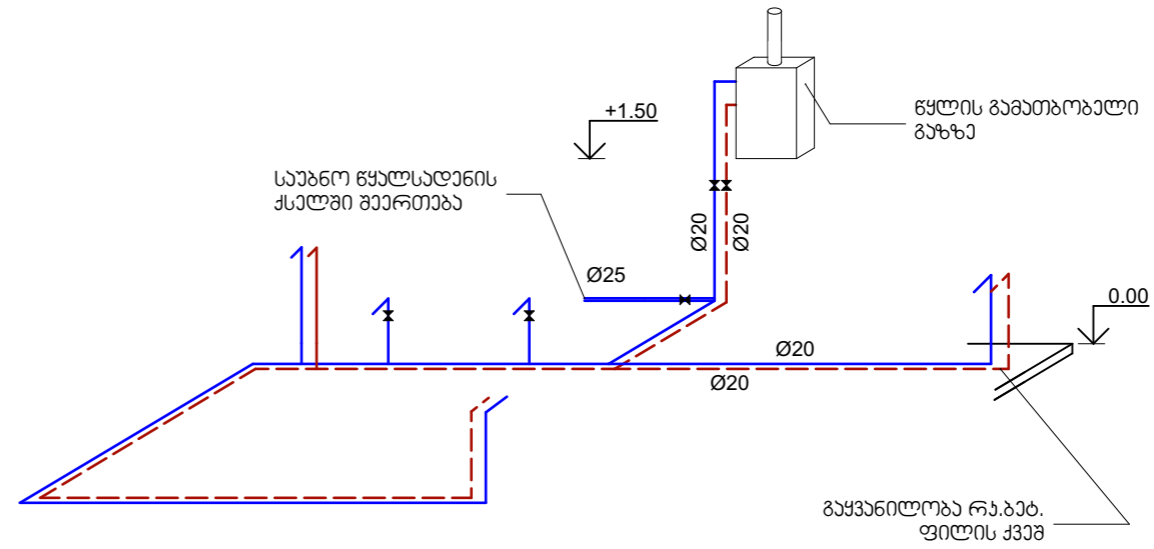 +1.50
წყლის გამათბობელი
გაზზე
საუბნო წყალსადენის
ქსელში შეერთება
Ø20
Ø20
Ø25
0.00
Ø20
Ø20
გაყვანილობა რკ.ბეტ.
ფილის ქვეშ